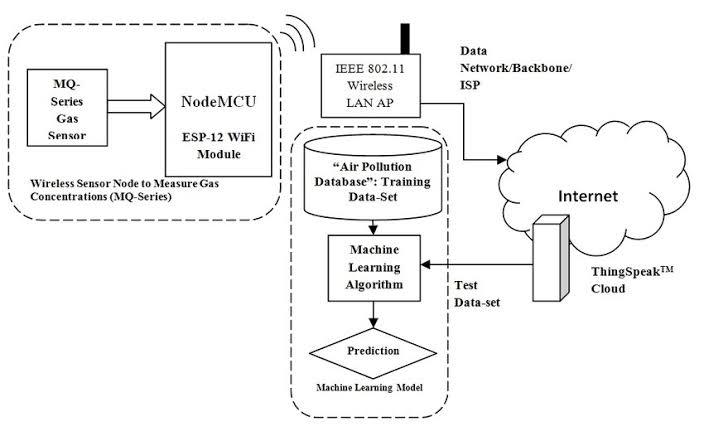 MQ-
Series
Gas
Sensor
NodeMCU
ESP-12 WiFi
Module
Wireless Sensor Node to Measure Gas
Concentrations (MQ-Series)
IEEE 802.11
Wireless
LAN AP
Data
Network/Backbone/
ISP
“Air Pollution
Database”: Training
Data-Set
Machine
Learning
Algorithm
Prediction
Machine Learning Model
Internet
ThingSpeak™
Cloud
Test
Data-set